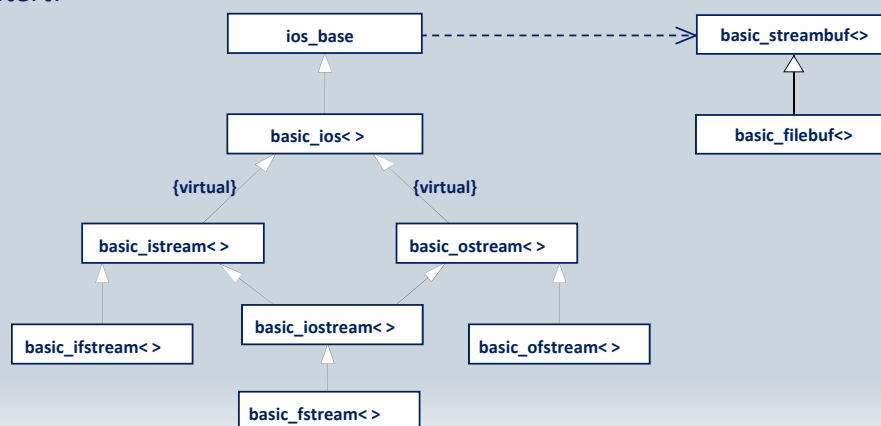 ios_base
basic_streambuf<>
basic_ios< >
basic_filebuf<>
{virtual}
{virtual}
basic_istream< >
basic_ostream< >
basic_iostream< >
basic_ifstream< >
basic_ofstream< >
basic_fstream< >